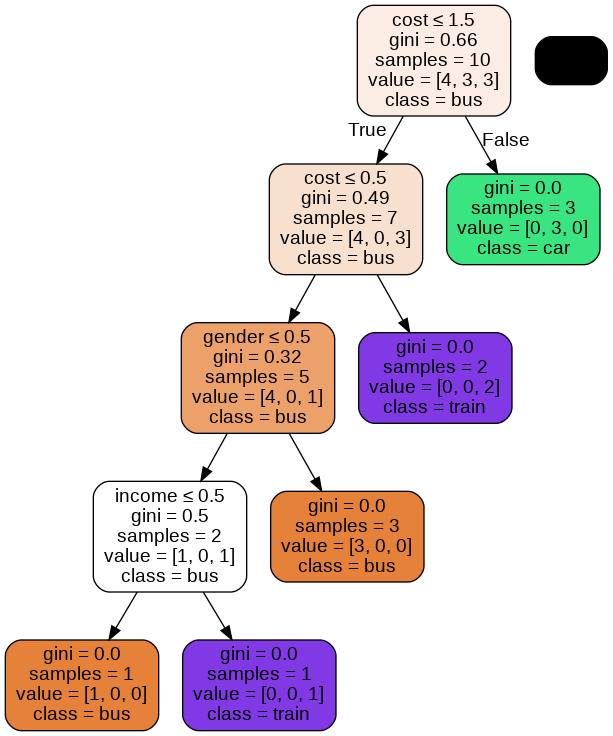 cost ≤ 1.5
gini = 0.66
samples = 10
value = [4, 3, 3]
class = bus
True
False
cost ≤ 0.5
gini = 0.49
samples = 7
value = [4, 0, 3]
class = bus
gini = 0.0
samples = 3
value = [0, 3, 0]
class = car
gender ≤ 0.5
gini = 0.32
samples = 5
value = [4, 0, 1]
class = bus
gini = 0.0
samples = 2
value = [0, 0, 2]
class = train
income ≤ 0.5
gini = 0.5
samples = 2
value = [1, 0, 1]
class = bus
gini = 0.0
samples = 3
value = [3, 0, 0]
class = bus
gini = 0.0
samples = 1
value = [1, 0, 0]
class = bus
gini = 0.0
samples = 1
value = [0, 0, 1]
class = train